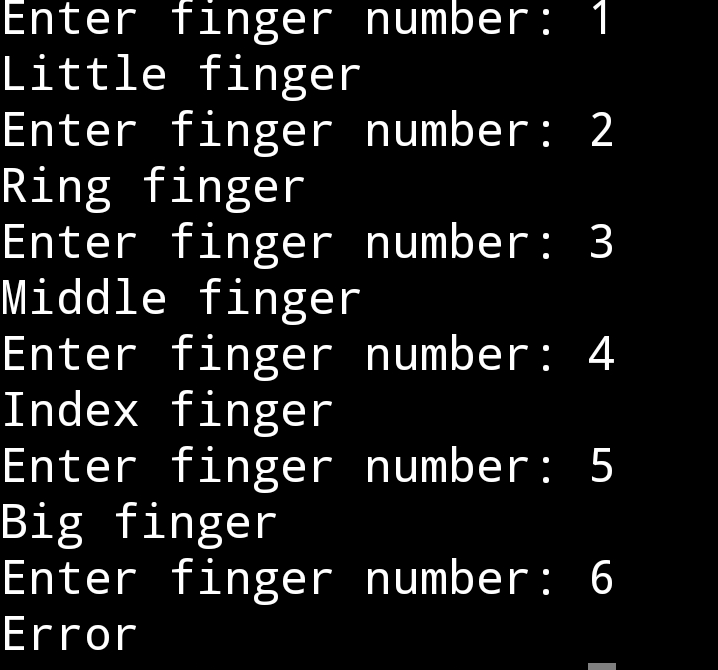 Enter finger number: 1
Little finger
Enter finger number: 2
Ring finger
Enter finger number: 3
Middle finger
Enter finger number: 4
Index finger
Enter finger number: 5
Big finger
Enter finger number: 6
Error